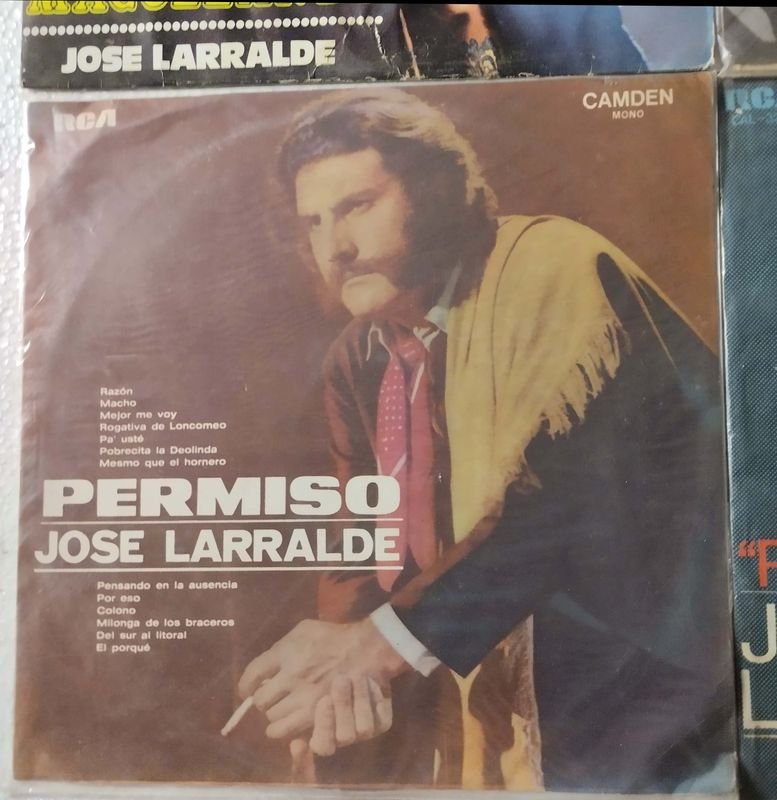 JOSE LARRALDE
RCA
CAMDEN
MONO
Razón
Macho
Mejor me voy
Rogativa de Loncomeo
Pa' usté
Pobrecita la Deolinda
Mesmo que el hornero
PERMISO
JOSE LARRALDE
Pensando en la ausencia
Por eso
Colono
Milonga de los braceros
Del sur al litoral
El porqué